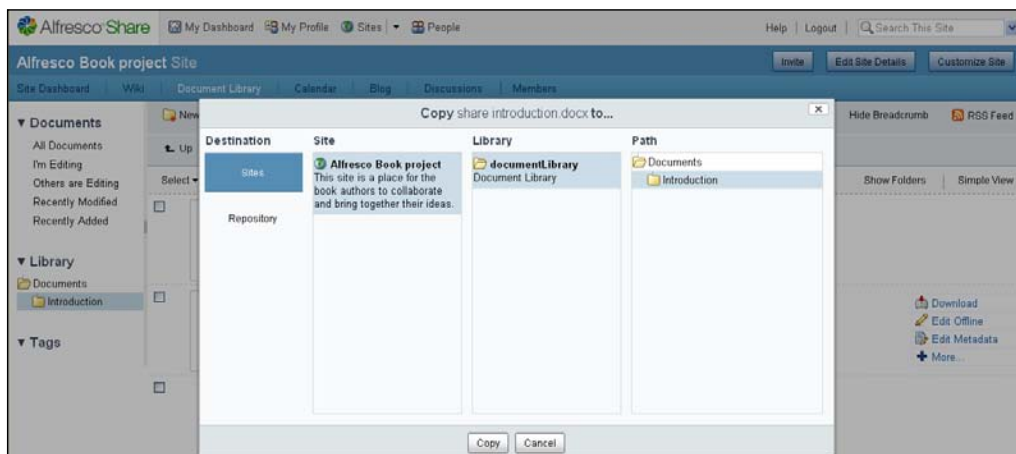 Alfresco Share
My Dashboard
My Profile
Sites
People
Help
Logout
Search This Site
Alfresco Book project Site
Invite
Edit Site Details
Customize Site
Site Dashboard
Wiki
Document Library
Calendar
Blog
Discussions
Members
Documents
All Documents
I'm Editing
Others are Editing
Recently Modified
Recently Added
Library
Documents
Introduction
Tags
New
Up
Select
Hide Breadcrumb
RSS Feed
Show Folders
Simple View
Copy share introduction.docx to...
Destination
Sites
Repository
Site
Alfresco Book project
This site is a place for the
book authors to collaborate
and bring together their ideas.
Library
documentLibrary
Document Library
Path
Documents
Introduction
Download
Edit Offline
Edit Metadata
More...
Copy
Cancel